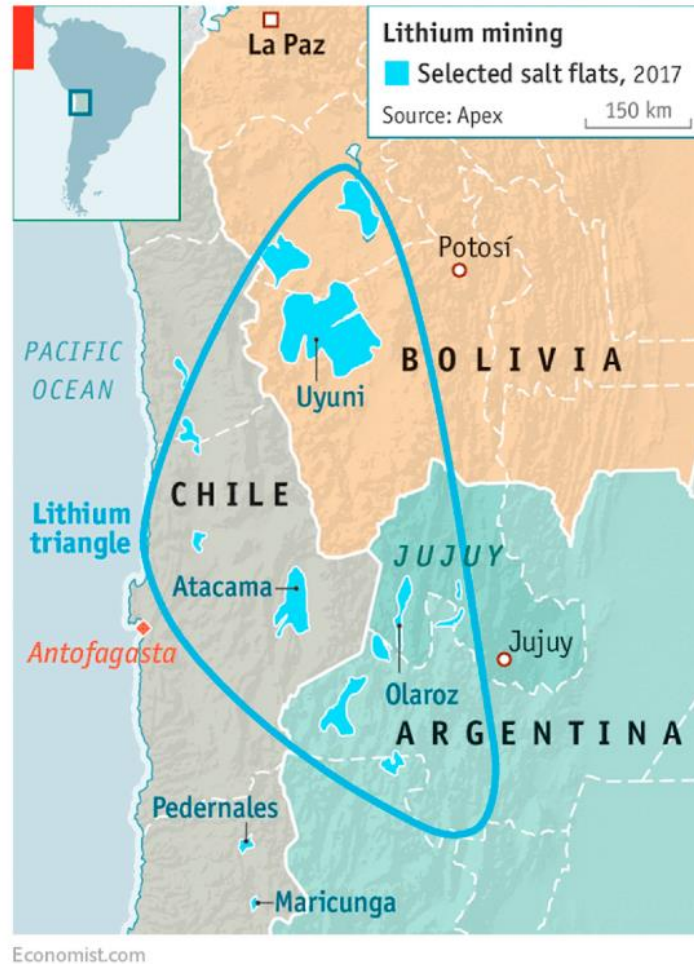 La Paz
Lithium mining
Selected salt flats, 2017
Source: Apex
150 km
Potosí
PACIFIC
OCEAN
BOLIVIA
Uyuni
CHILE
Lithium
triangle
JUJUY
Atacama
Antofagasta
Jujuy
Olaroz
ARGENTINA
Pedernales
Maricunga
Economist.com